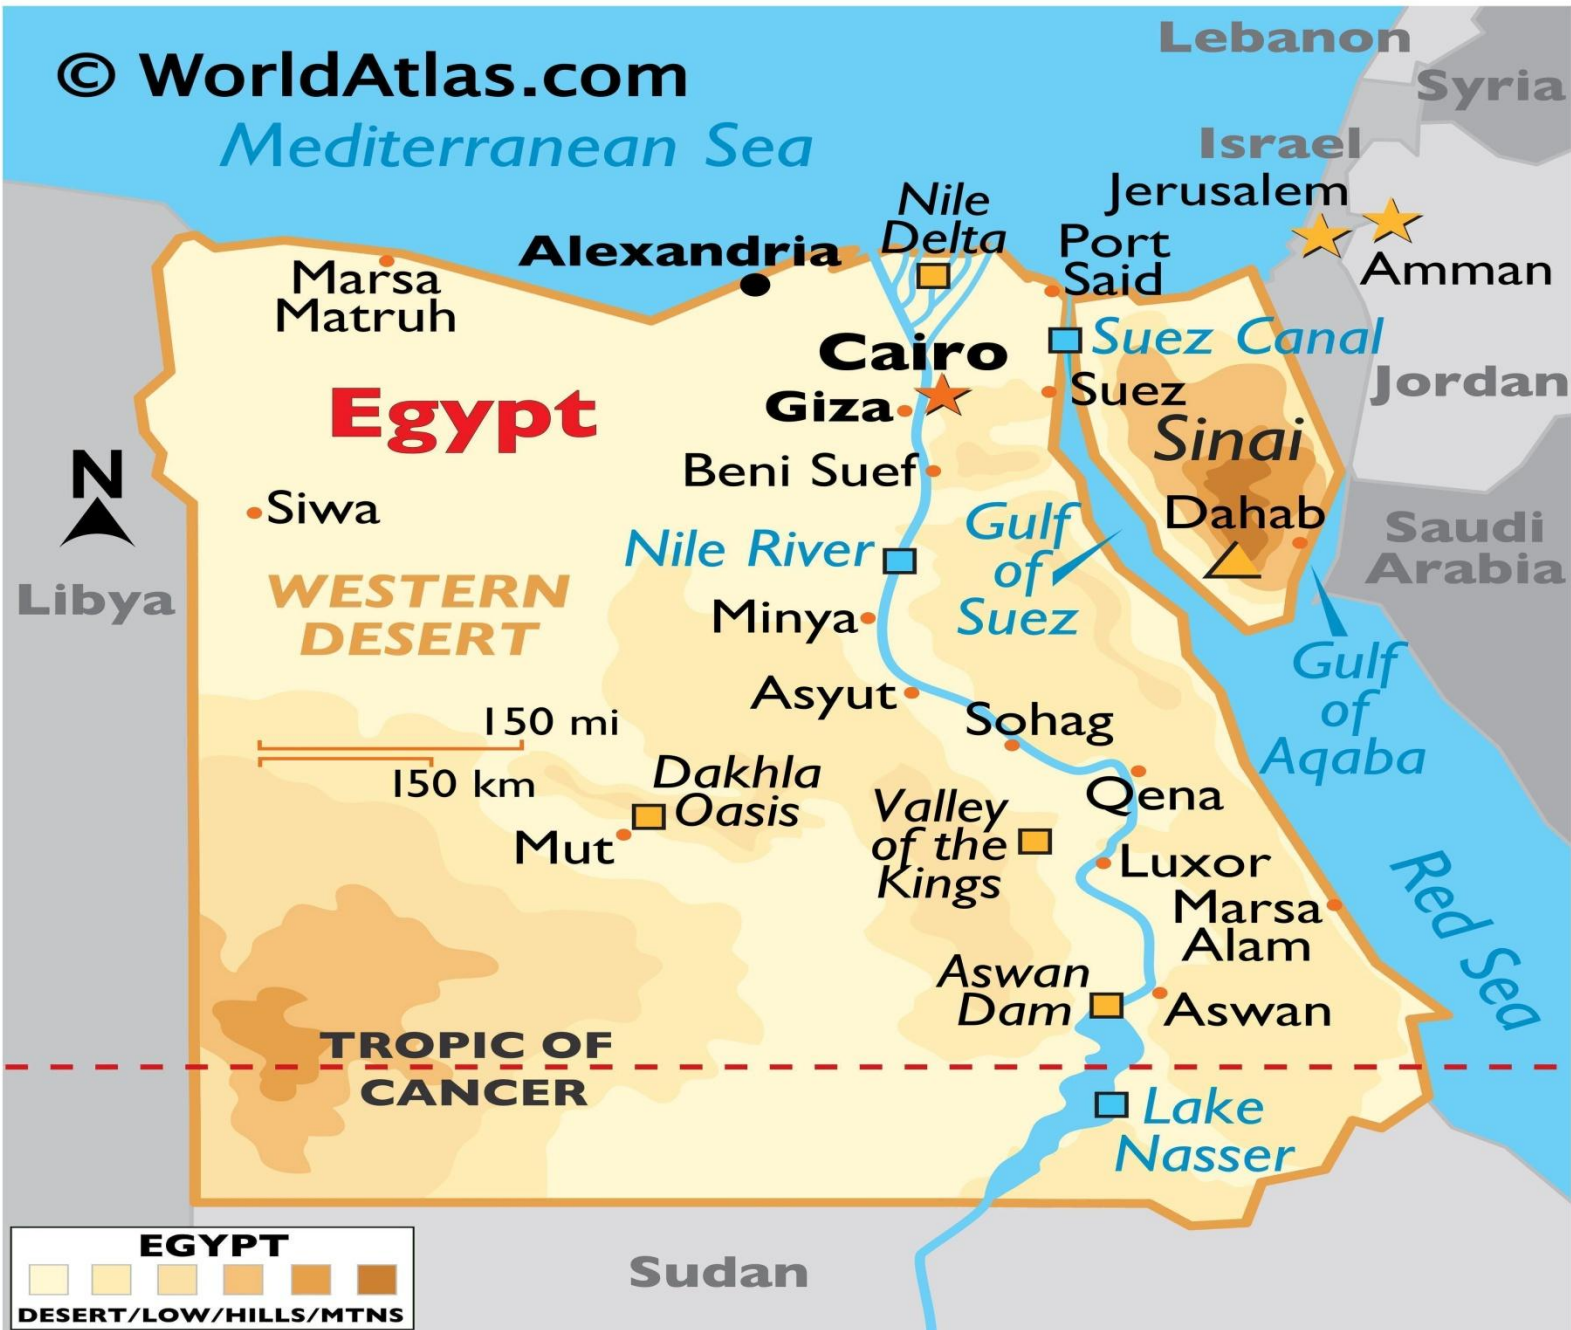 © WorldAtlas.com
Mediterranean Sea
Lebanon
Syria
Israel
Jerusalem
Amman
Jordan
Saudi
Arabia
Nile
Delta
Port
Said
Alexandria
Marsa
Matruh
Cairo
Giza
Suez Canal
Suez
Sinai
Egypt
Beni Suef
N
Siwa
Dahab
Gulf
of
Suez
Nile River
WESTERN
DESERT
Libya
Minya
Gulf
of
Aqaba
Asyut
Sohag
150 mi
150 km
Dakhla
Oasis
Mut
Valley
of the
Kings
Qena
Luxor
Marsa
Alam
Red Sea
Aswan
Dam
Aswan
TROPIC OF
CANCER
Lake
Nasser
Sudan
EGYPT
DESERT/LOW/HILLS/MTNS